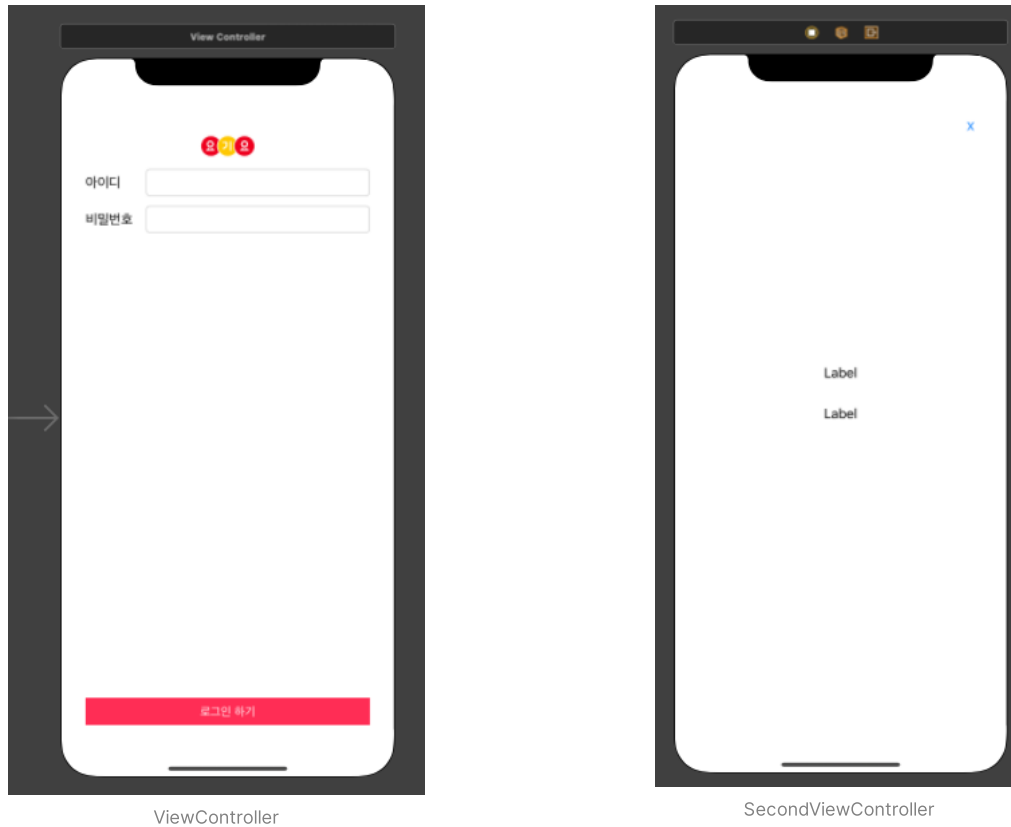 View Controller
요기요
아이디
비밀번호
로그인 하기
ViewController
X
Label
Label
SecondViewController